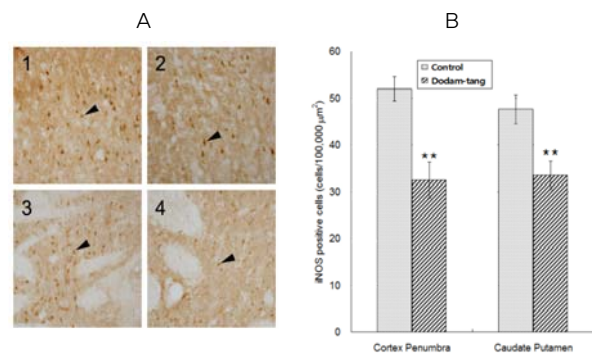 A
B
1
2
3
4
iNOS positive cells (cells/100,000 μm²)
60
50
40
30
20
10
0
Control
Dodam-tang
**
**
Cortex Penumbra
Caudate Putamen